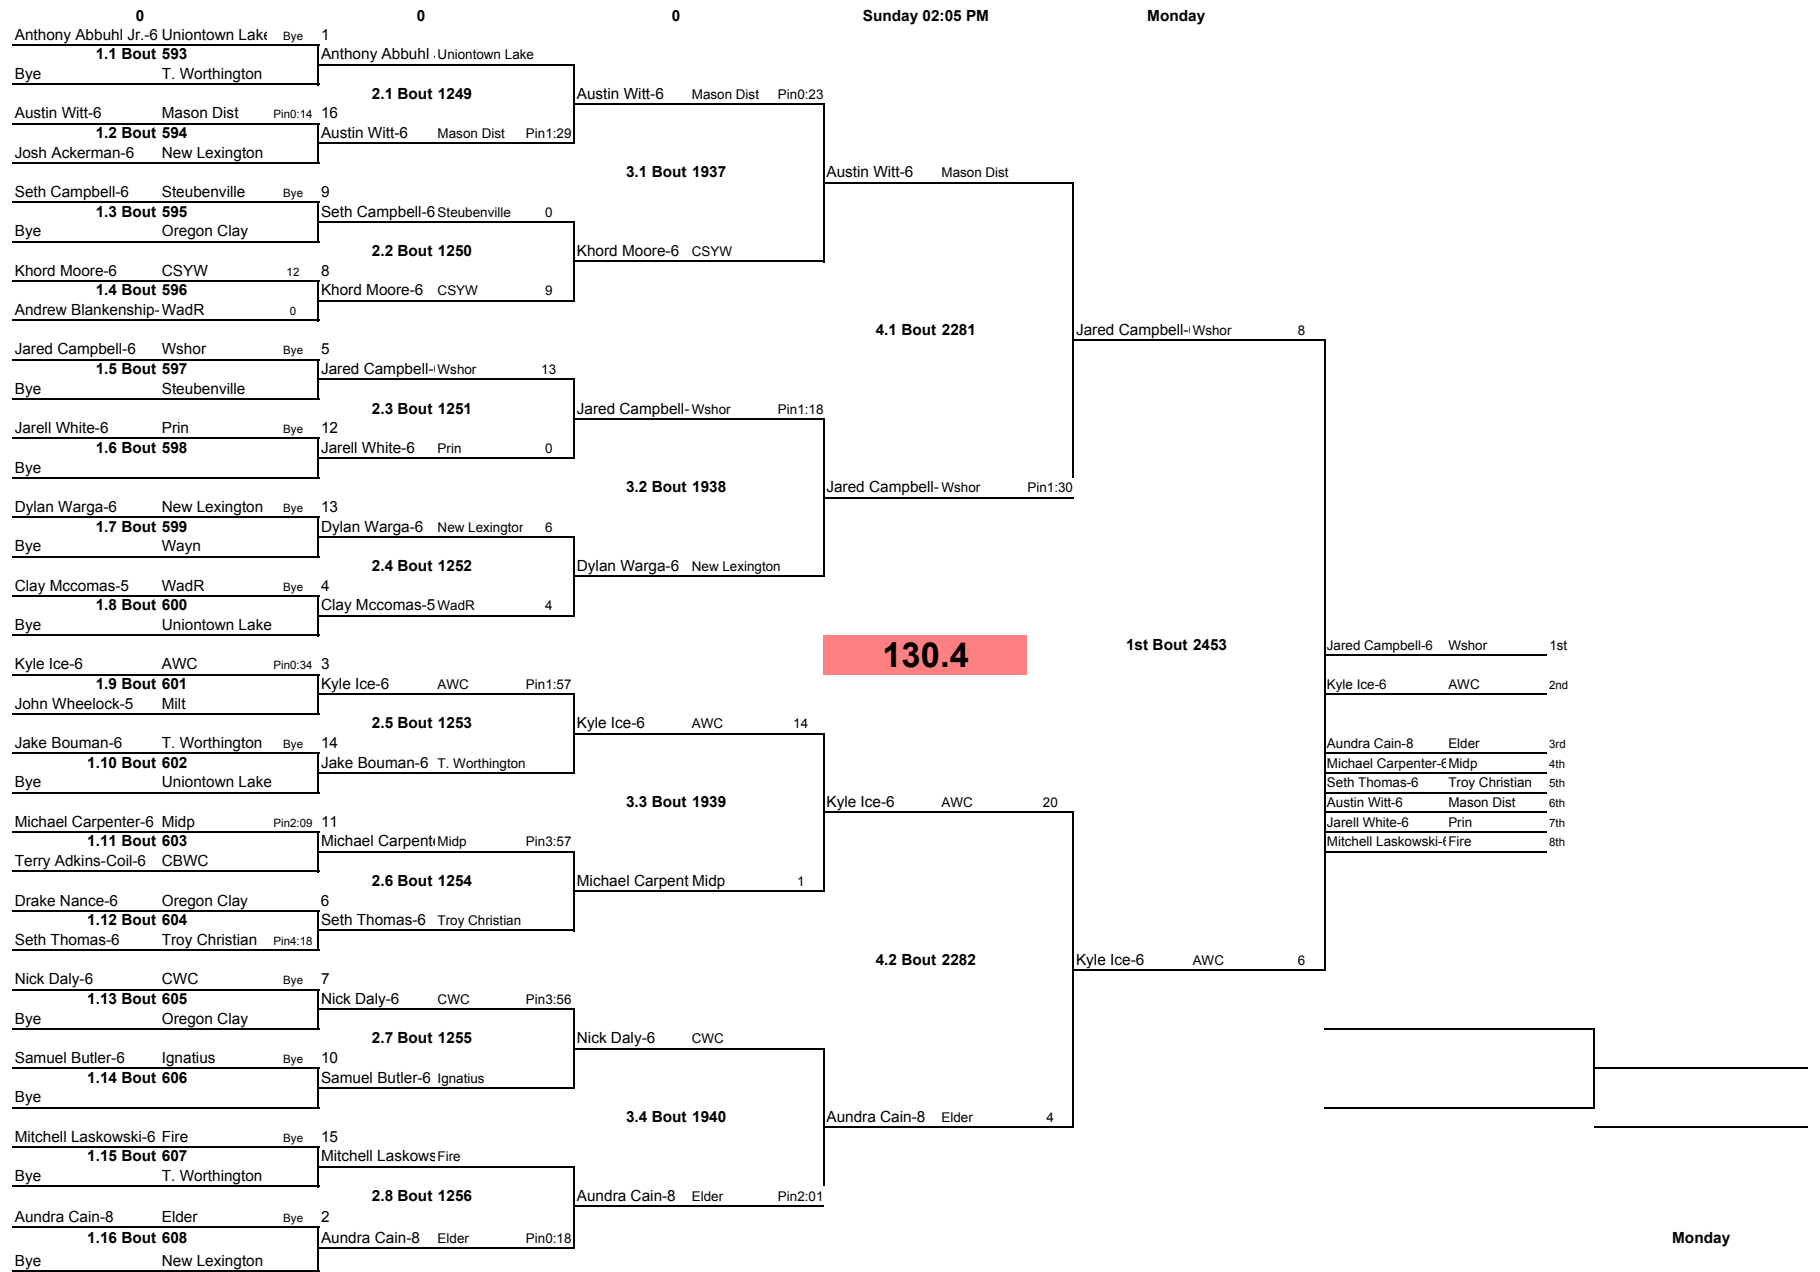 0 0 0 Sunday 02:05 PM Monday
Anthony Abbuhl Jr.-6 Uniontown Lake Bye 1
1.1 Bout 593 Anthony Abbuhl Uniontown Lake
Bye T. Worthington
2.1 Bout 1249 Austin Witt-6 Mason Dist Pin0:23
Austin Witt-6 Mason Dist Pin0:14 16
1.2 Bout 594 Austin Witt-6 Mason Dist Pin1:29
Josh Ackerman-6 New Lexington
3.1 Bout 1937 Austin Witt-6 Mason Dist
Seth Campbell-6 Steubenville Bye 9
1.3 Bout 595 Seth Campbell-6 Steubenville 0
Bye Oregon Clay
2.2 Bout 1250 Khord Moore-6 CSYW
Khord Moore-6 CSYW 12 8
1.4 Bout 596 Khord Moore-6 CSYW 9
Andrew Blankenship- WadR 0
4.1 Bout 2281 Jared Campbell- Wshor 8
Jared Campbell-6 Wshor Bye 5
1.5 Bout 597 Jared Campbell- Wshor 13
Bye Steubenville
2.3 Bout 1251 Jared Campbell- Wshor Pin1:18
Jarell White-6 Prin Bye 12
1.6 Bout 598 Jarell White-6 Prin 0
Bye
3.2 Bout 1938 Jared Campbell- Wshor Pin1:30
Dylan Warga-6 New Lexington Bye 13
1.7 Bout 599 Dylan Warga-6 New Lexingtor 6
Bye Wayn
2.4 Bout 1252 Dylan Warga-6 New Lexington
Clay Mccomas-5 WadR Bye 4
1.8 Bout 600 Clay Mccomas-5 WadR 4
Bye Uniontown Lake
130.4 1st Bout 2453 Jared Campbell-6 Wshor 1st
Kyle Ice-6 AWC Pin0:34 3
1.9 Bout 601 Kyle Ice-6 AWC Pin1:57 Kyle Ice-6 AWC 2nd
John Wheelock-5 Milt
2.5 Bout 1253 Kyle Ice-6 AWC 14
Jake Bouman-6 T. Worthington Bye 14 Aundra Cain-8 Elder 3rd
1.10 Bout 602 Jake Bouman-6 T. Worthington Michael Carpenter-6 Midp 4th
Bye Uniontown Lake Seth Thomas-6 Troy Christian 5th
3.3 Bout 1939 Kyle Ice-6 AWC 20 Austin Witt-6 Mason Dist 6th
Michael Carpenter-6 Midp Pin2:09 11 Jarell White-6 Prin 7th
1.11 Bout 603 Michael Carpent Midp Pin3:57 Mitchell Laskowski-6 Fire 8th
Terry Adkins-Coil-6 CBWC
2.6 Bout 1254 Michael Carpent Midp 1
Drake Nance-6 Oregon Clay 6
1.12 Bout 604 Seth Thomas-6 Troy Christian
Seth Thomas-6 Troy Christian Pin4:18
4.2 Bout 2282 Kyle Ice-6 AWC 6
Nick Daly-6 CWC Bye 7
1.13 Bout 605 Nick Daly-6 CWC Pin3:56
Bye Oregon Clay
2.7 Bout 1255 Nick Daly-6 CWC
Samuel Butler-6 Ignatius Bye 10
1.14 Bout 606 Samuel Butler-6 Ignatius
Bye
3.4 Bout 1940 Aundra Cain-8 Elder 4
Mitchell Laskowski-6 Fire Bye 15
1.15 Bout 607 Mitchell Laskows Fire
Bye T. Worthington
2.8 Bout 1256 Aundra Cain-8 Elder Pin2:01
Aundra Cain-8 Elder Bye 2
1.16 Bout 608 Aundra Cain-8 Elder Pin0:18 Monday
Bye New Lexington